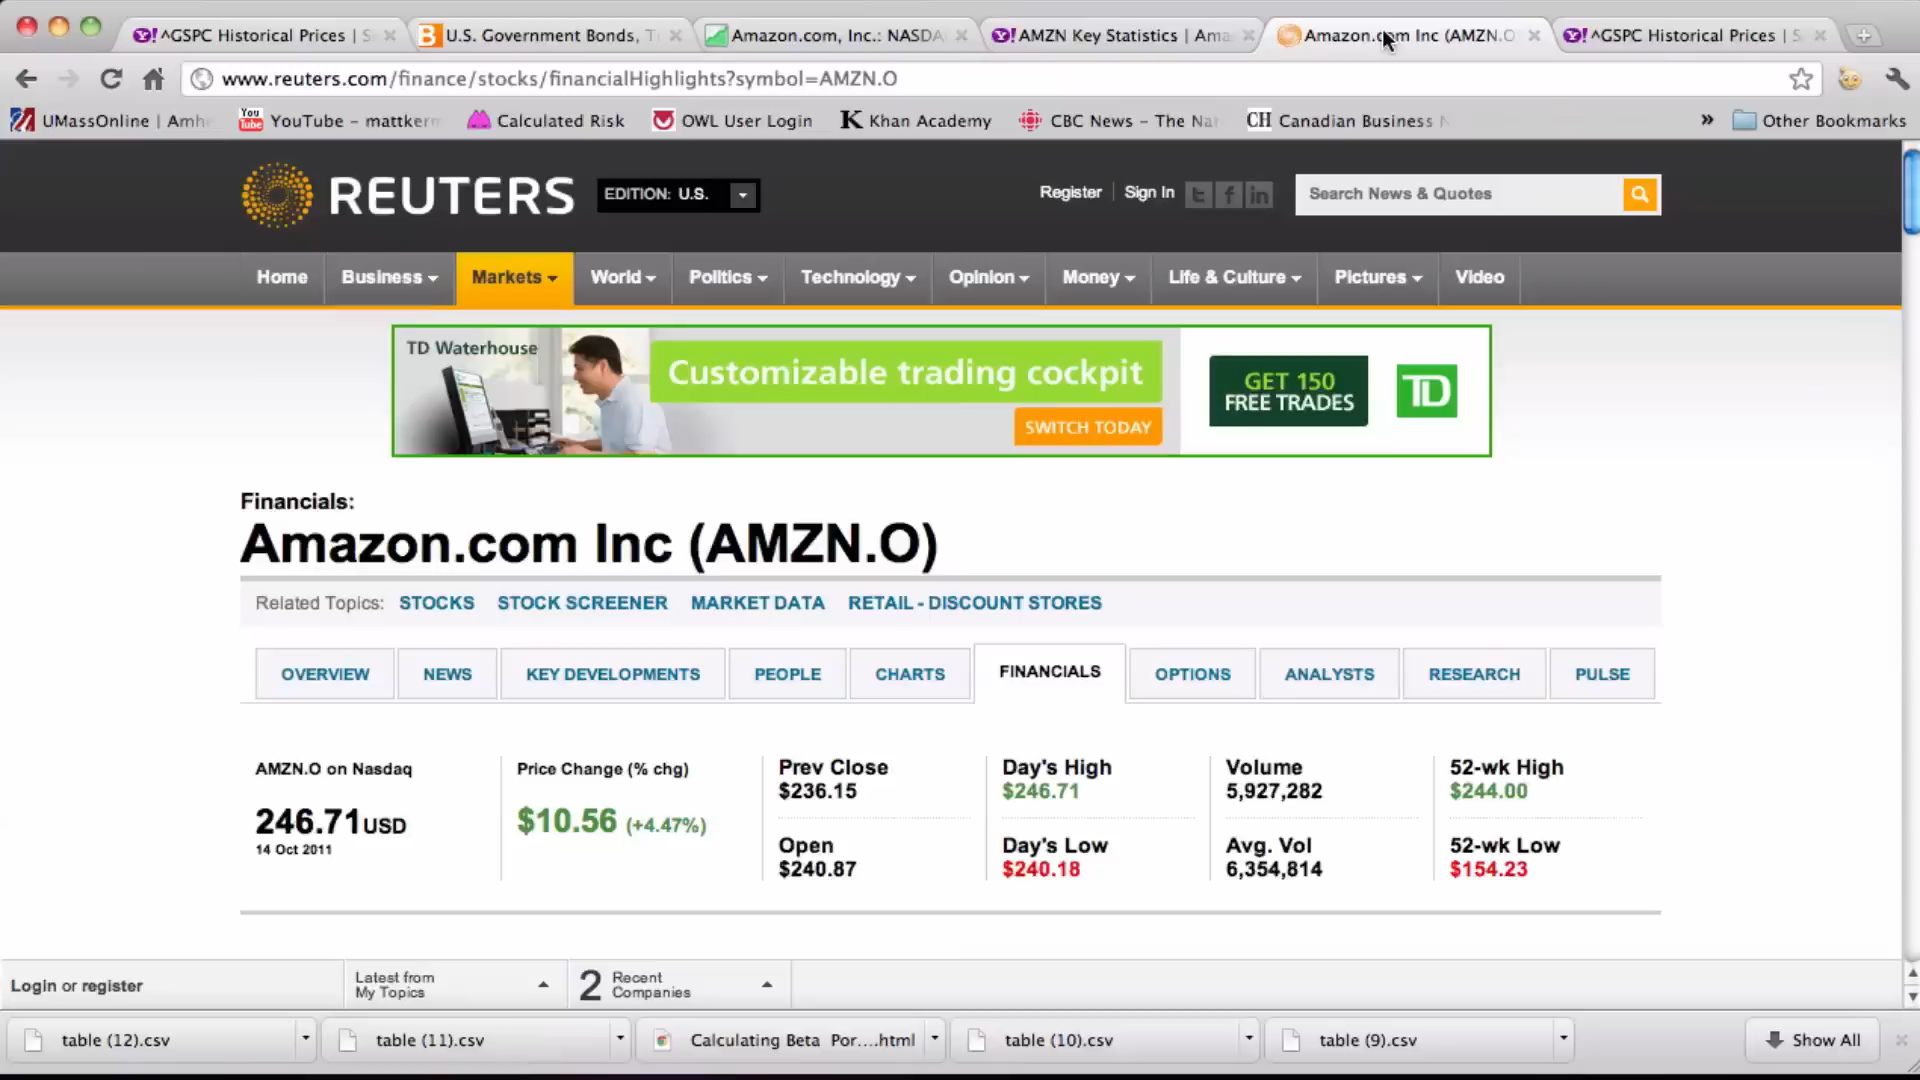 ^GSPC Historical Prices | S
U.S. Government Bonds, T
Amazon.com, Inc.: NASDA
AMZN Key Statistics | Ama
Amazon.com Inc (AMZN.O
^GSPC Historical Prices | S
www.reuters.com/finance/stocks/financialHighlights?symbol=AMZN.O
UMassOnline | Amhe
YouTube – mattkerm
Calculated Risk
OWL User Login
Khan Academy
CBC News – The Nat
Canadian Business
»
Other Bookmarks
REUTERS
EDITION: U.S.
Register
Sign In
Search News & Quotes
Home
Business
Markets
World
Politics
Technology
Opinion
Money
Life & Culture
Pictures
Video
TD Waterhouse
Customizable trading cockpit
SWITCH TODAY
GET 150
FREE TRADES
TD
Financials:
Amazon.com Inc (AMZN.O)
Related Topics: STOCKS STOCK SCREENER MARKET DATA RETAIL - DISCOUNT STORES
OVERVIEW
NEWS
KEY DEVELOPMENTS
PEOPLE
CHARTS
FINANCIALS
OPTIONS
ANALYSTS
RESEARCH
PULSE
AMZN.O on Nasdaq
246.71USD
14 Oct 2011
Price Change (% chg)
$10.56 (+4.47%)
Prev Close
$236.15
Open
$240.87
Day's High
$246.71
Day's Low
$240.18
Volume
5,927,282
Avg. Vol
6,354,814
52-wk High
$244.00
52-wk Low
$154.23
Login or register
Latest from
My Topics
2
Recent
Companies
table (12).csv
table (11).csv
Calculating Beta Por....html
table (10).csv
table (9).csv
Show All